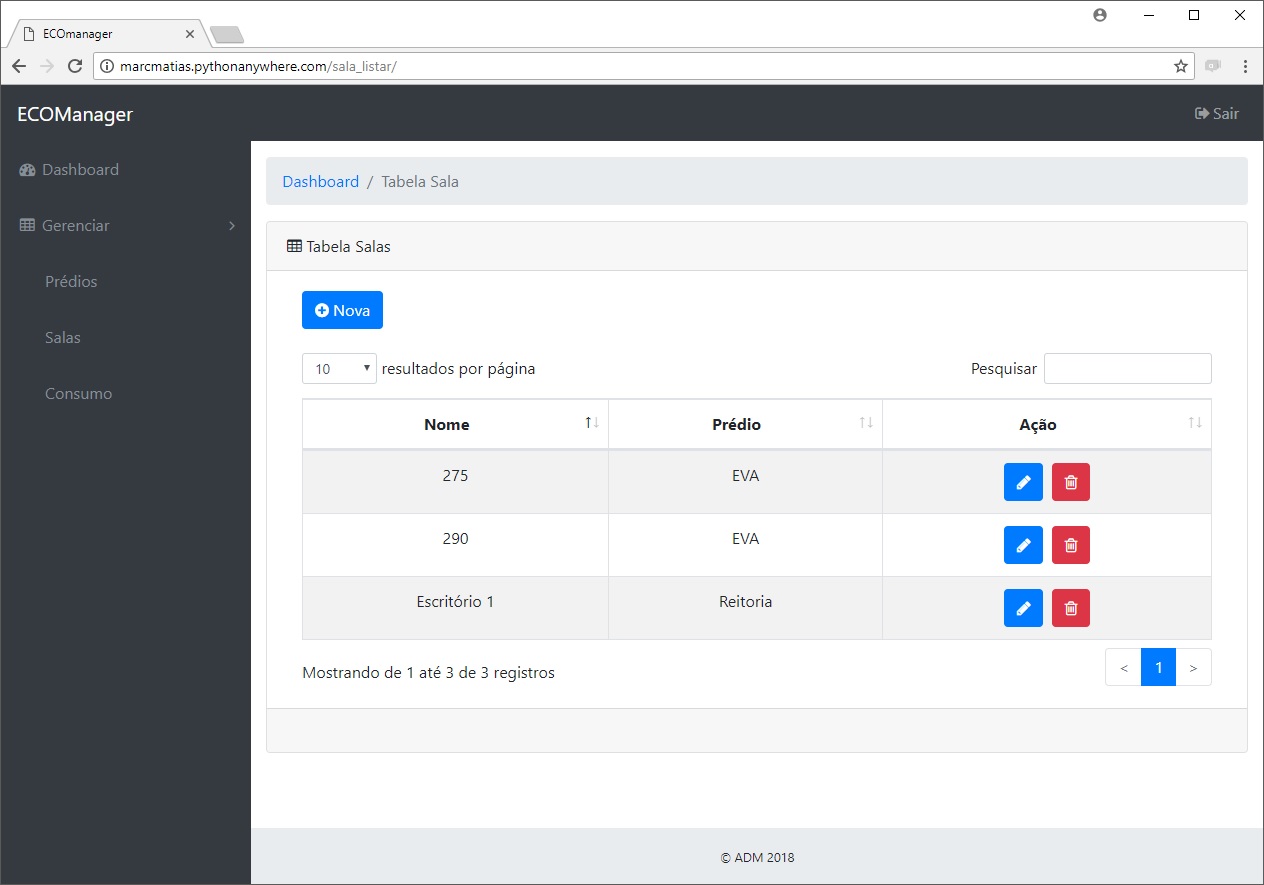 ECOmanager
marcmatias.pythonanywhere.com/sala_listar/
ECOManager
Sair
Dashboard
Gerenciar
Prédios
Salas
Consumo
Dashboard / Tabela Sala
Tabela Salas
Nova
10 resultados por página
Pesquisar
Nome Prédio Ação
275 EVA
290 EVA
Escritório 1 Reitoria
Mostrando de 1 até 3 de 3 registros
< 1 >
© ADM 2018